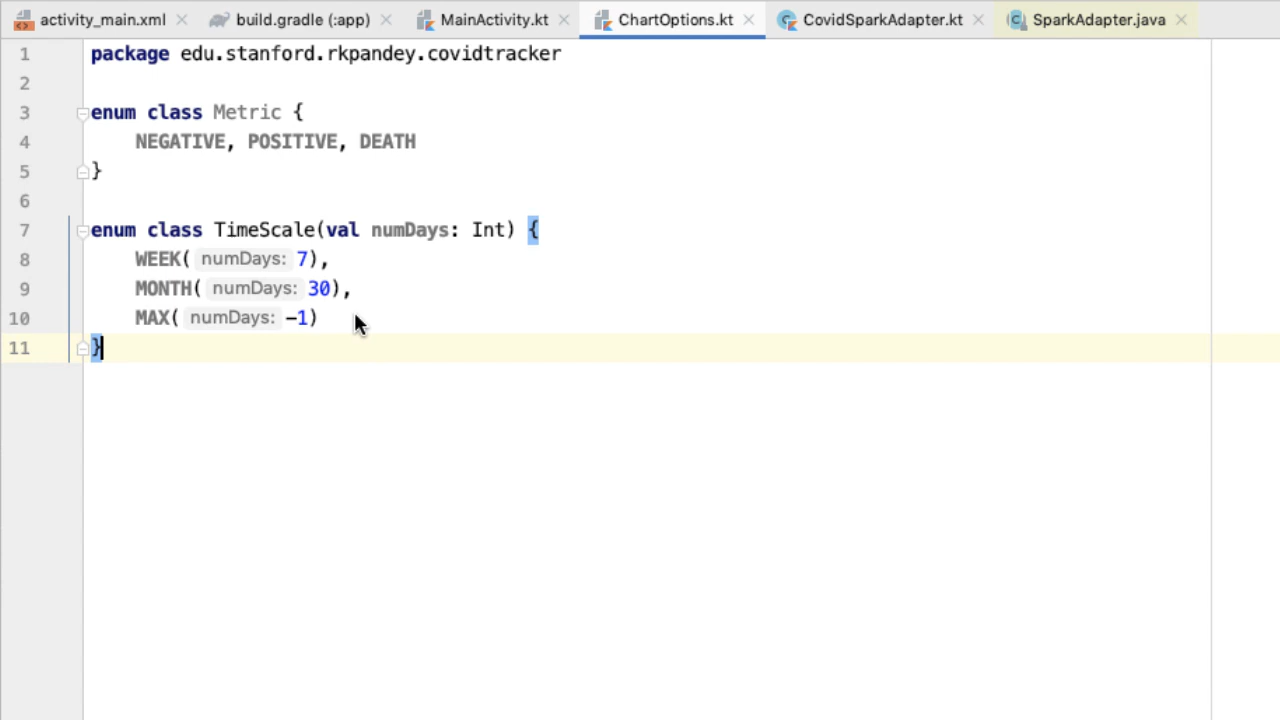 activity_main.xml build.gradle (:app) MainActivity.kt ChartOptions.kt CovidSparkAdapter.kt SparkAdapter.java
1 package edu.stanford.rkpandey.covidtracker
2
3 enum class Metric {
4 NEGATIVE, POSITIVE, DEATH
5 }
6
7 enum class TimeScale(val numDays: Int) {
8 WEEK( numDays: 7),
9 MONTH( numDays: 30),
10 MAX( numDays: -1)
11 }